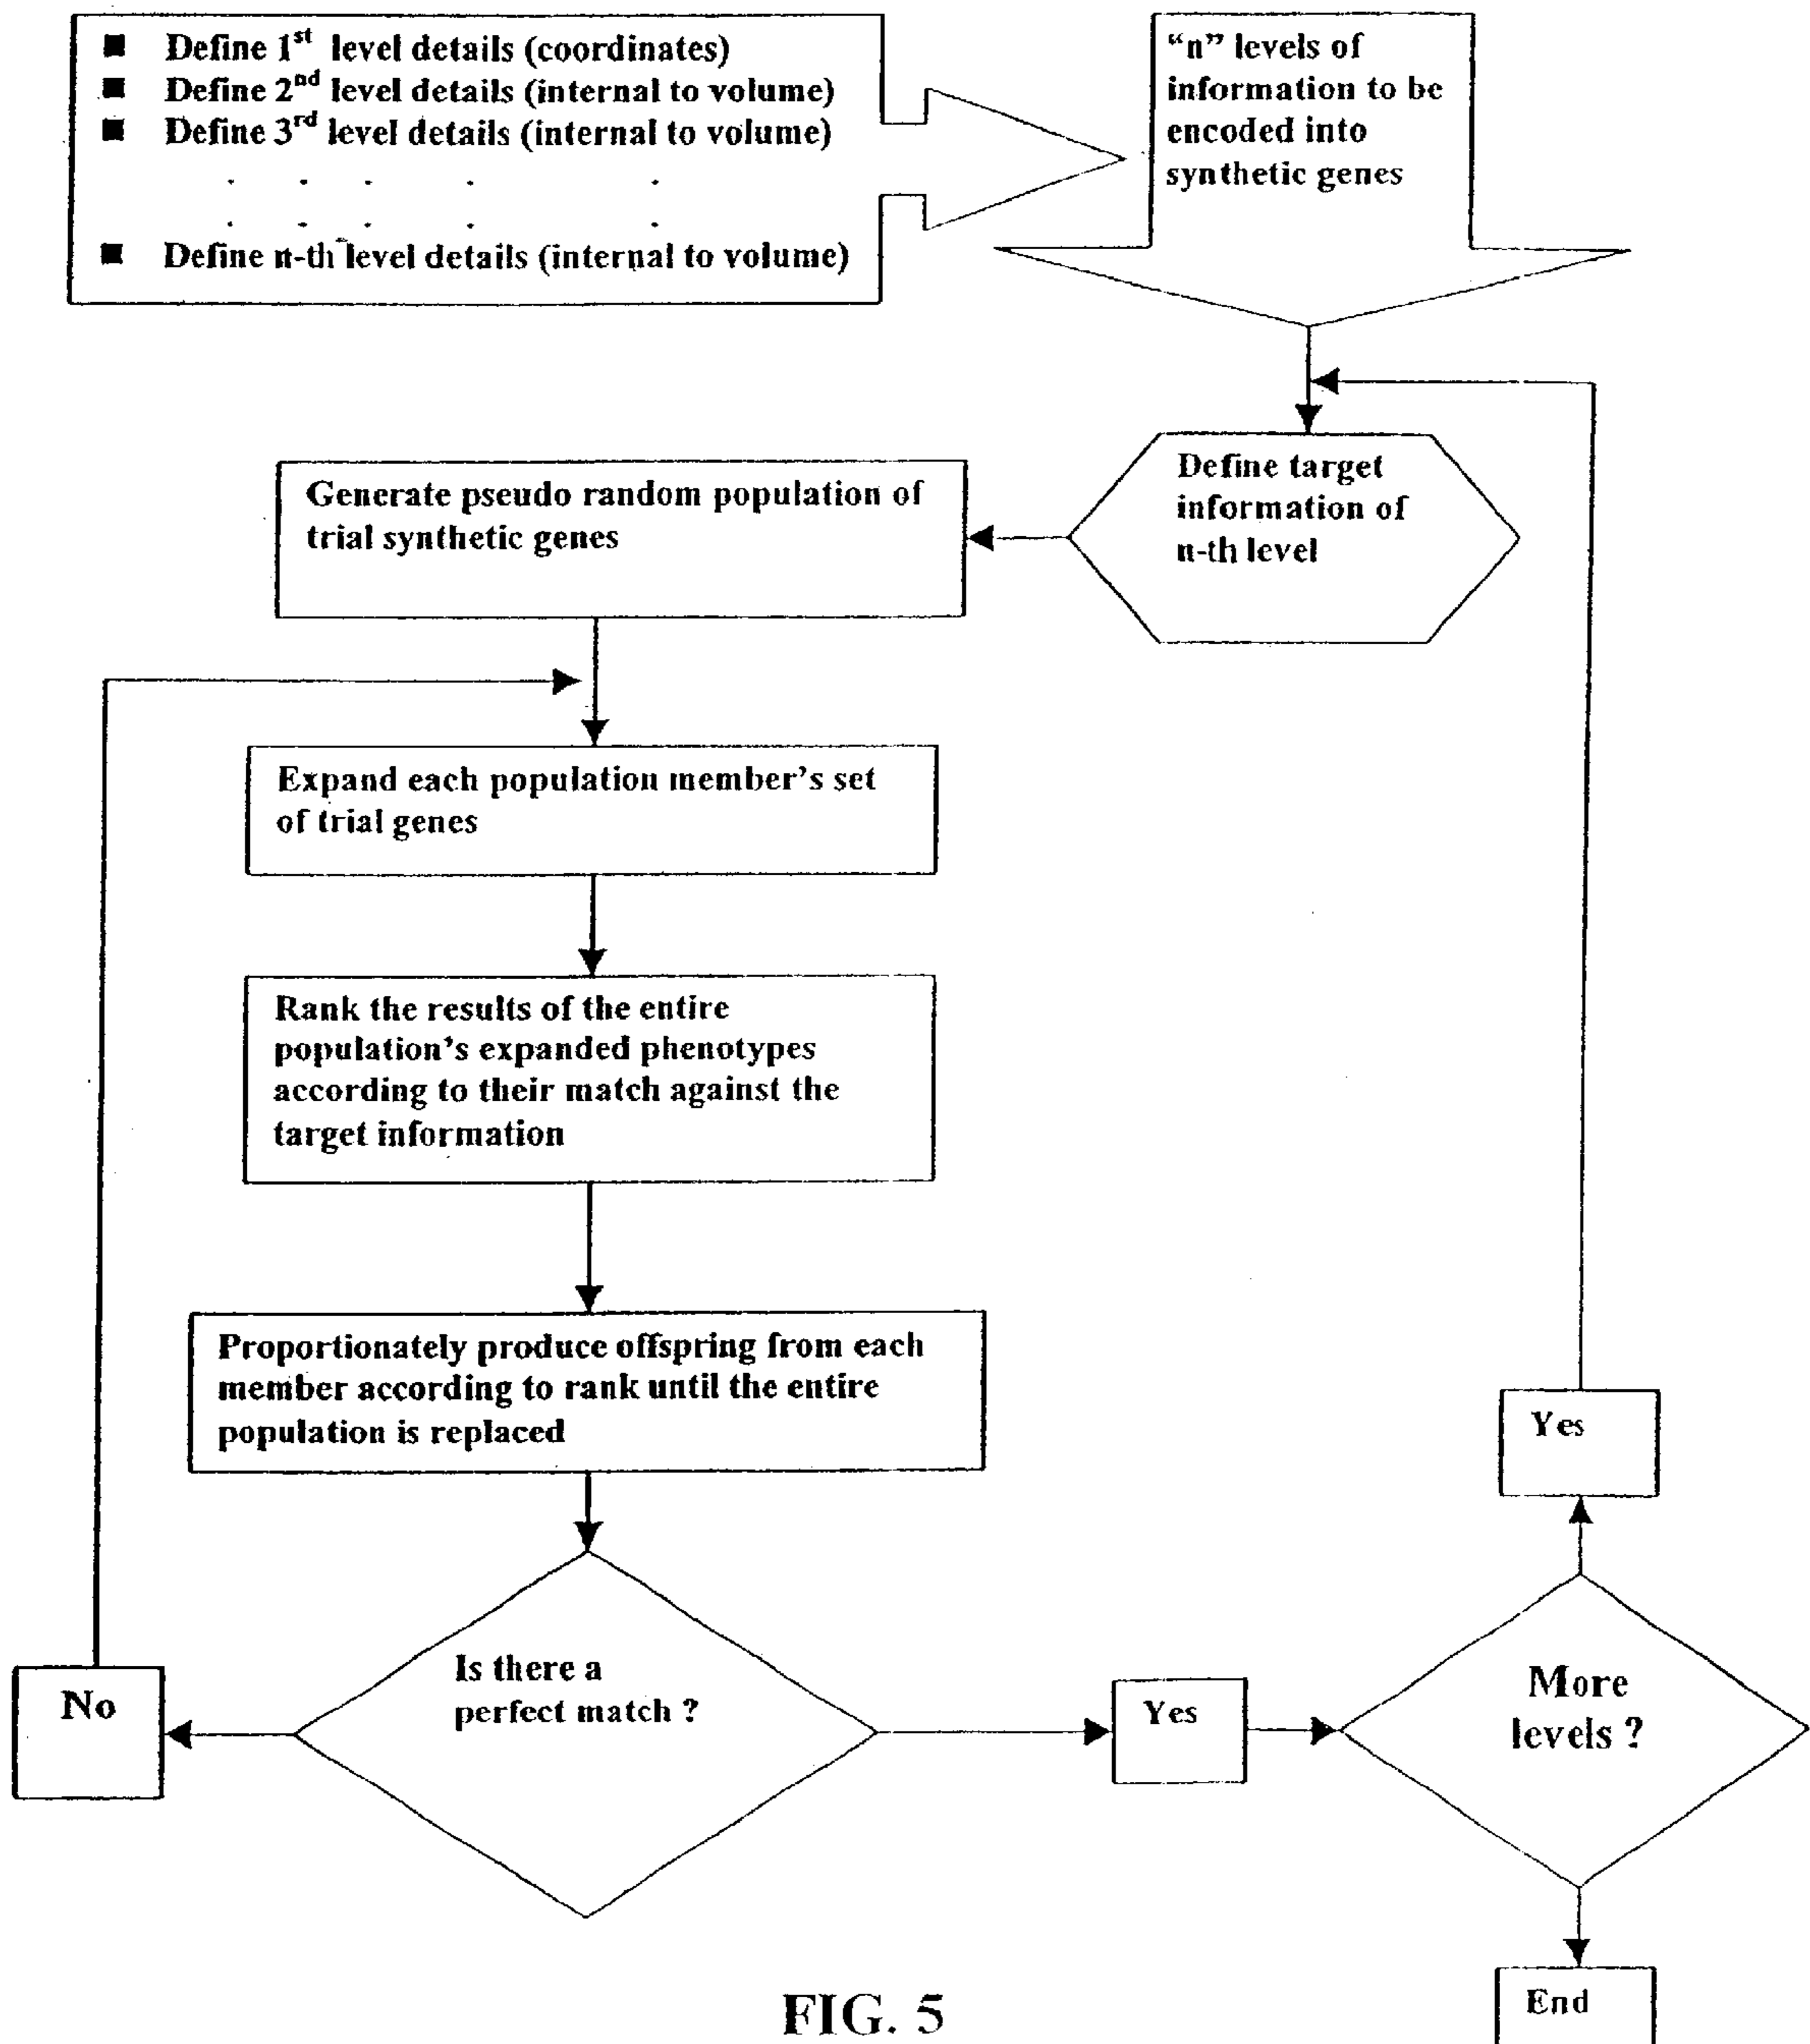 ■ Define 1st level details (coordinates)
■ Define 2nd level details (internal to volume)
■ Define 3rd level details (internal to volume)
. . . . .
. . . . .
■ Define n-th level details (internal to volume)
“n” levels of
information to be
encoded into
synthetic genes
Define target
information of
n-th level
Generate pseudo random population of
trial synthetic genes
Expand each population member’s set
of trial genes
Rank the results of the entire
population’s expanded phenotypes
according to their match against the
target information
Proportionately produce offspring from each
member according to rank until the entire
population is replaced
Is there a
perfect match ?
No
Yes
More
levels ?
Yes
End
FIG. 5